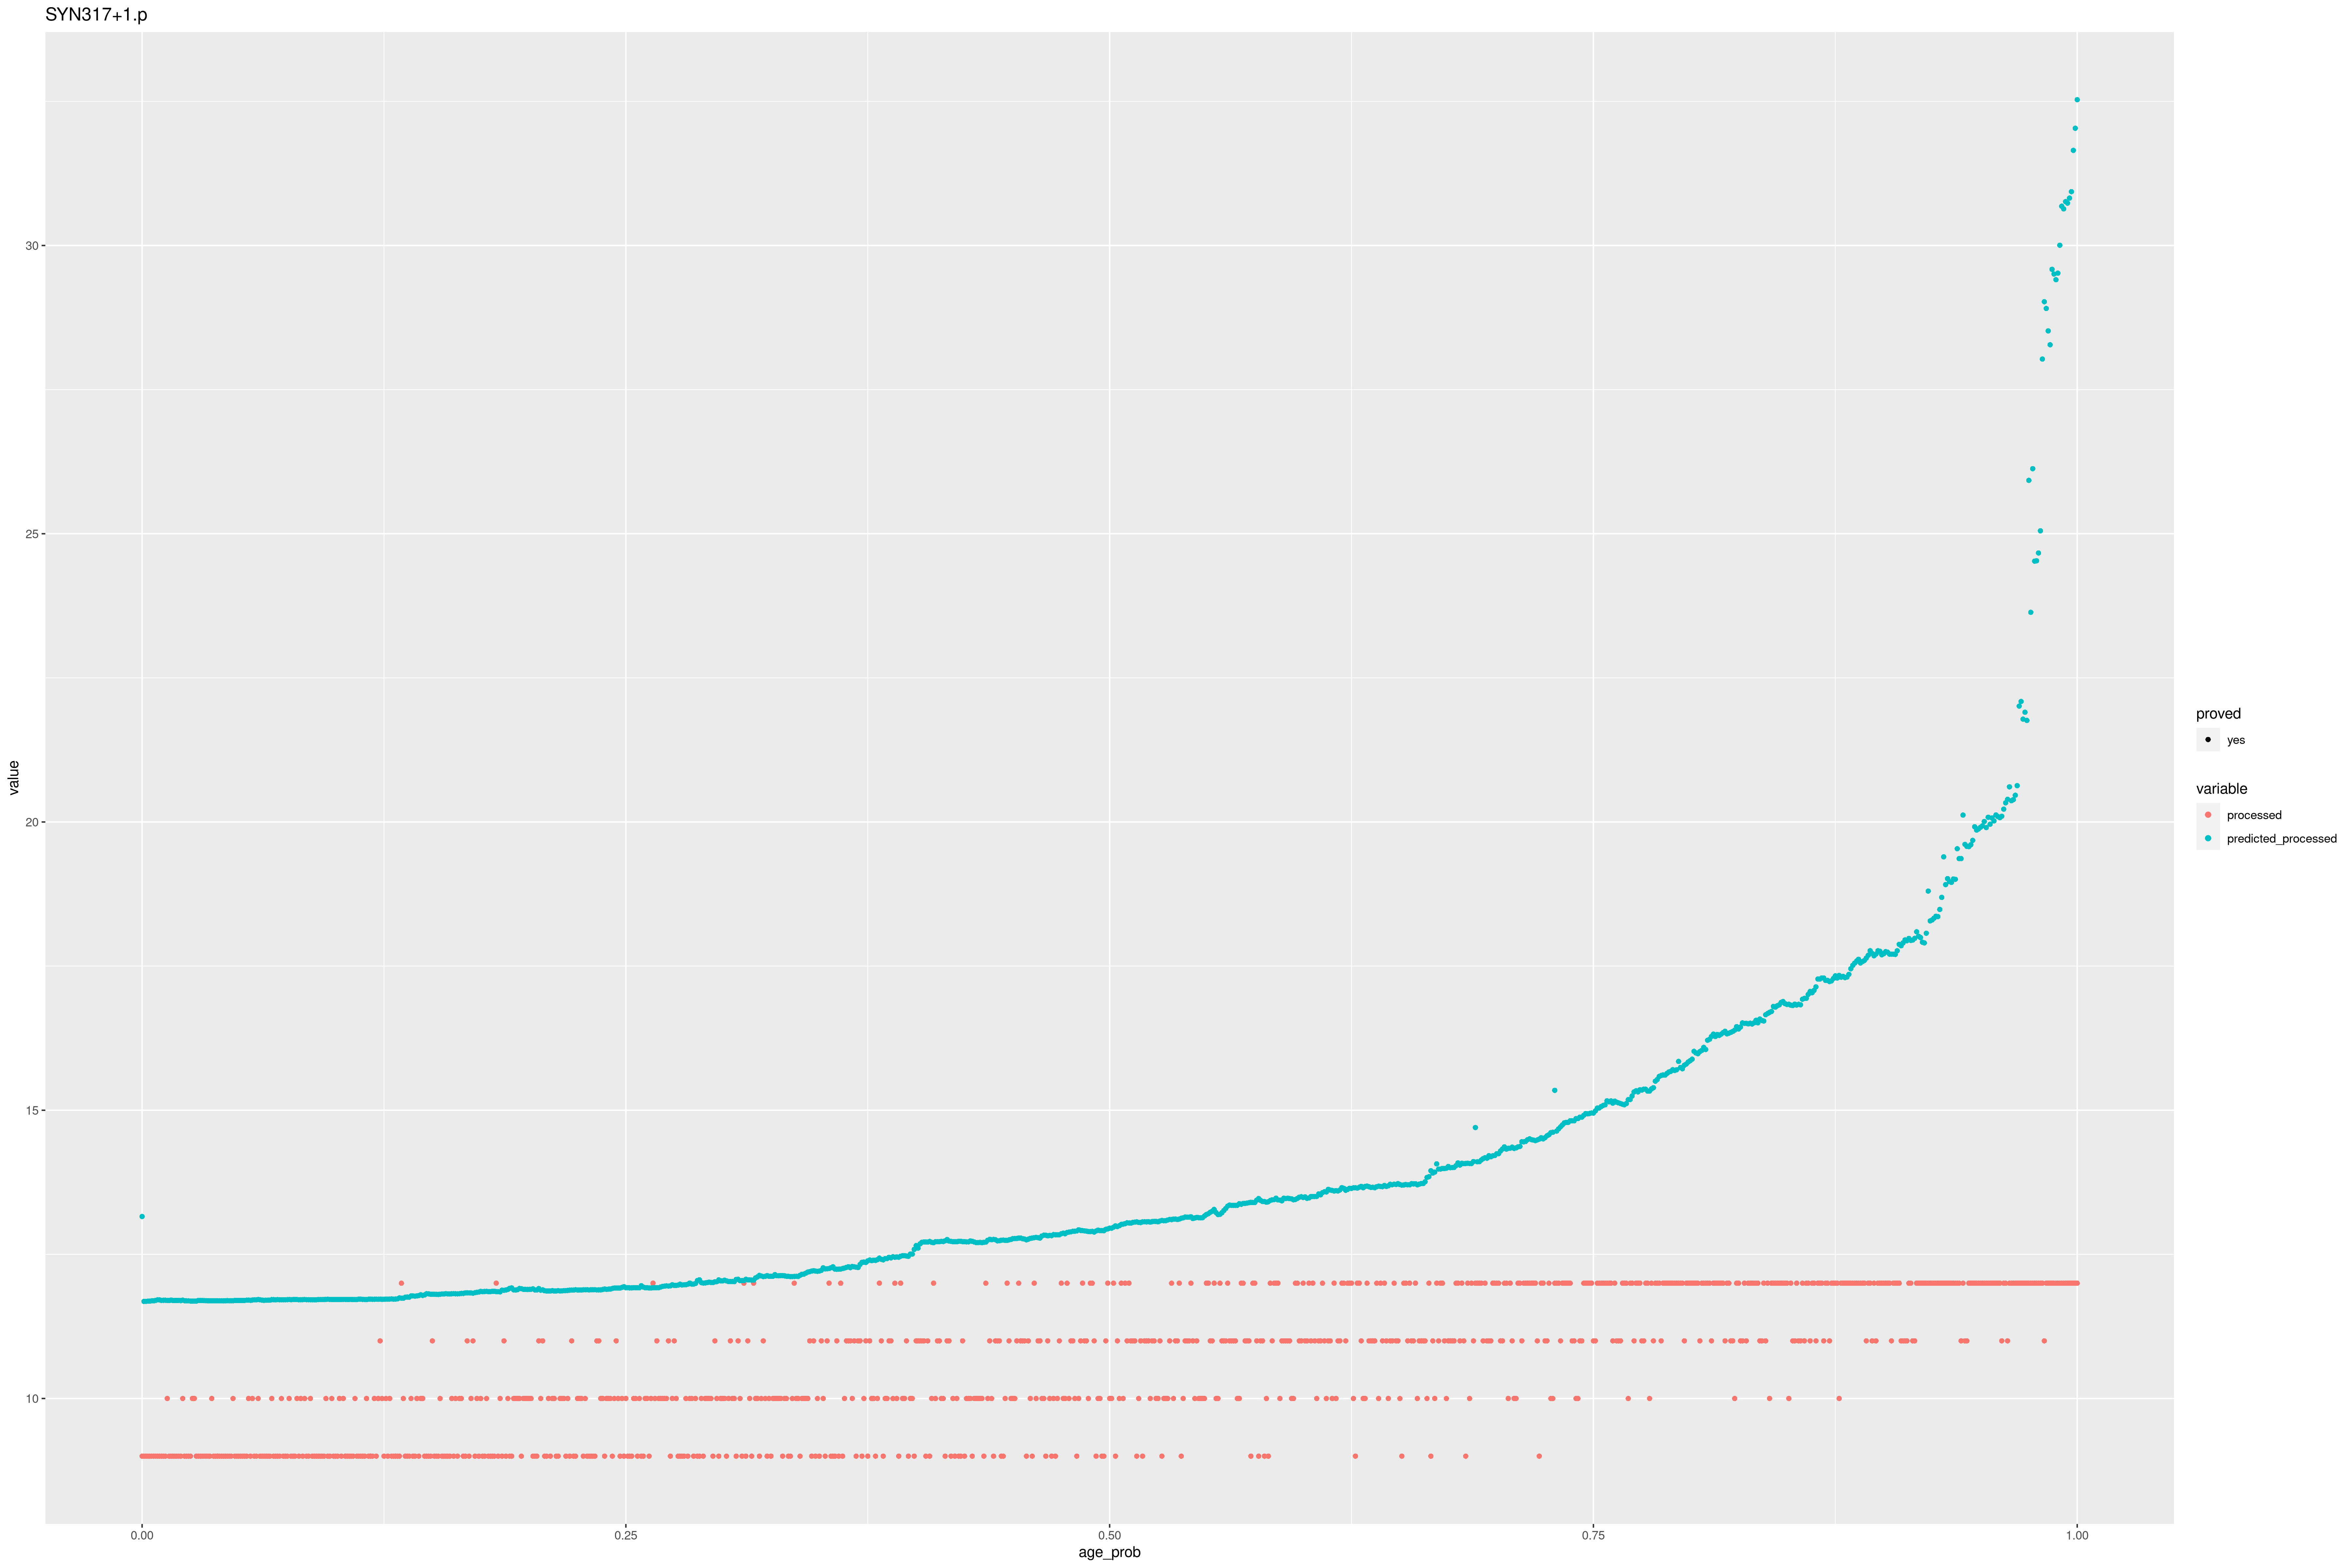 SYN317+1.p
value
30
25
20
15
10
0.00
0.25
0.50
0.75
1.00
age_prob
proved
yes
variable
processed
predicted_processed